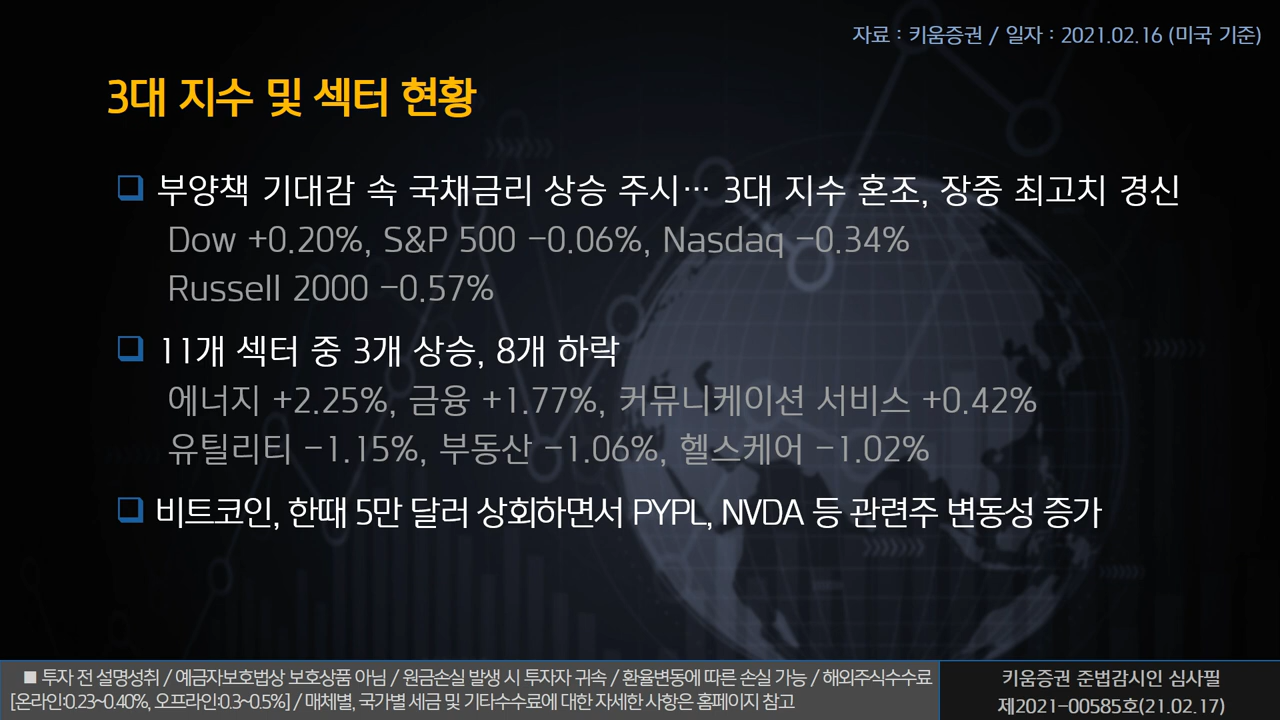 자료 : 키움증권 / 일자 : 2021.02.16 (미국 기준)
3대 지수 및 섹터 현황
❑ 부양책 기대감 속 국채금리 상승 주시… 3대 지수 혼조, 장중 최고치 경신
Dow +0.20%, S&P 500 -0.06%, Nasdaq -0.34%
Russell 2000 -0.57%
❑ 11개 섹터 중 3개 상승, 8개 하락
에너지 +2.25%, 금융 +1.77%, 커뮤니케이션 서비스 +0.42%
유틸리티 -1.15%, 부동산 -1.06%, 헬스케어 -1.02%
❑ 비트코인, 한때 5만 달러 상회하면서 PYPL, NVDA 등 관련주 변동성 증가
■ 투자 전 설명성취 / 예금자보호법상 보호상품 아님 / 원금손실 발생 시 투자자 귀속 / 환율변동에 따른 손실 가능 / 해외주식수수료
[온라인:0.23~0.40%, 오프라인:0.3~0.5%] / 매체별, 국가별 세금 및 기타수수료에 대한 자세한 사항은 홈페이지 참고
키움증권 준법감시인 심사필
제2021-00585호(21.02.17)